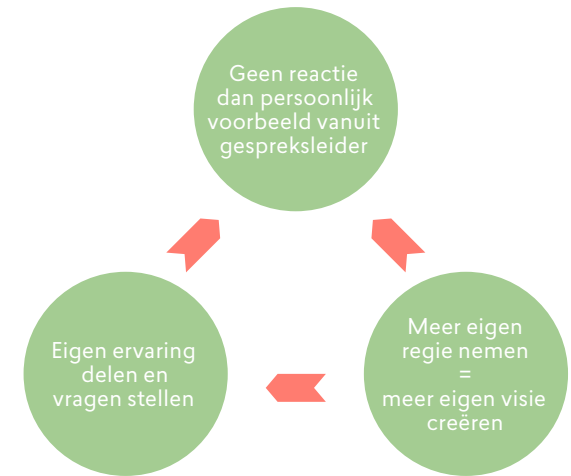 Geen reactie
dan persoonlijk
voorbeeld vanuit
gespreksleider
Eigen ervaring
delen en
vragen stellen
Meer eigen
regie nemen
=
meer eigen visie
creëren